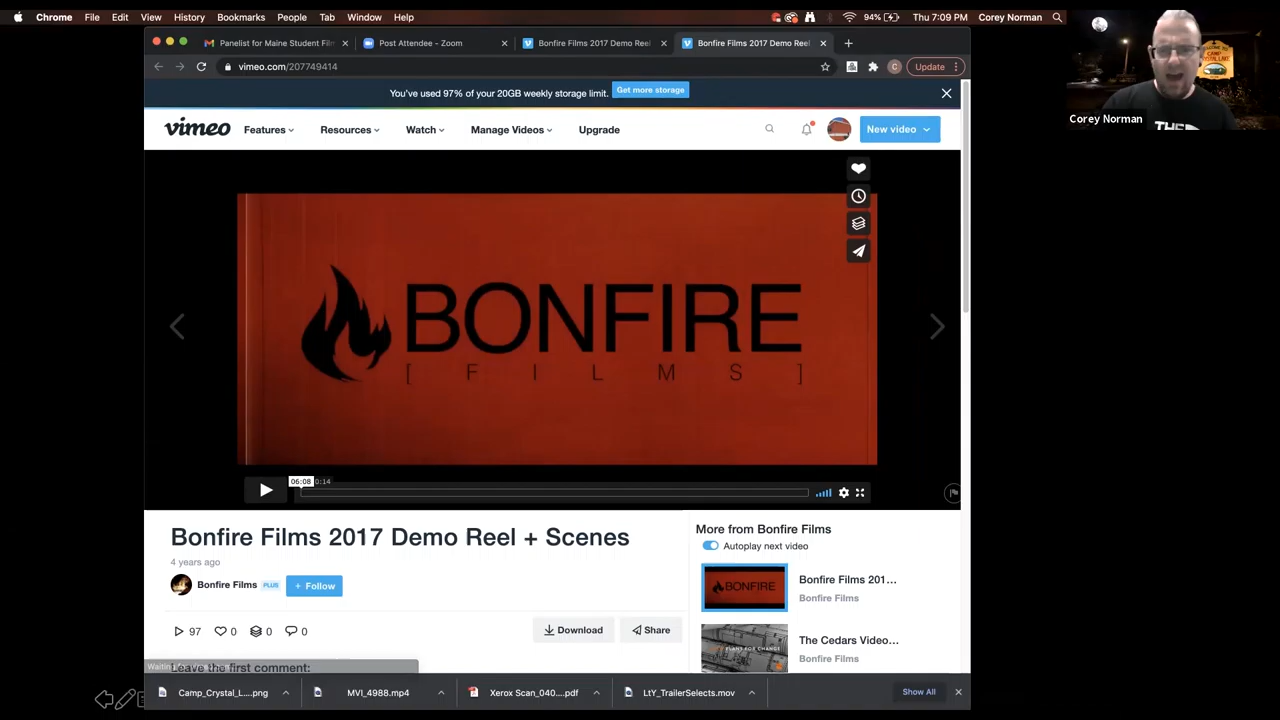 Chrome File Edit View History Bookmarks People Tab Window Help 94% Thu 7:09 PM Corey Norman
Panelist for Maine Student Fil
Post Attendee - Zoom
Bonfire Films 2017 Demo Reel
Bonfire Films 2017 Demo Reel
vimeo.com/207749414
C
Update
You've used 97% of your 20GB weekly storage limit. Get more storage
vimeo Features Resources Watch Manage Videos Upgrade New video
BONFIRE
[ F I L M S ]
06:08
Bonfire Films 2017 Demo Reel + Scenes
4 years ago
Bonfire Films PLUS + Follow
97 0 0 0
Download Share
Leave the first comment:
More from Bonfire Films
Autoplay next video
BONFIRE
Bonfire Films 201...
Bonfire Films
The Cedars Video...
Bonfire Films
Camp_Crystal_L....png
MVI_4988.mp4
Xerox Scan_040....pdf
LtY_TrailerSelects.mov
Show All
Corey Norman
THE